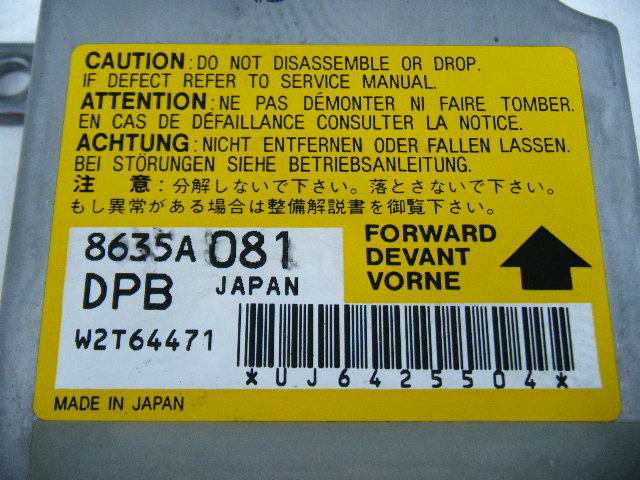 CAUTION : DO NOT DISASSEMBLE OR DROP.
IF DEFECT REFER TO SERVICE MANUAL.
ATTENTION : NE PAS DÉMONTER NI FAIRE TOMBER.
EN CAS DE DÉFAILLANCE CONSULTER LA NOTICE.
ACHTUNG : NICHT ENTFERNEN ODER FALLEN LASSEN.
BEI STÖRUNGEN SIEHE BETRIEBSANLEITUNG.
注 意 : 分解しないで下さい。落とさないで下さい。
もし異常がある場合は整備解説書を御覧下さい。
8635A 081
DPB JAPAN
W2T64471
FORWARD
DEVANT
VORNE
*UJ6425504*
MADE IN JAPAN